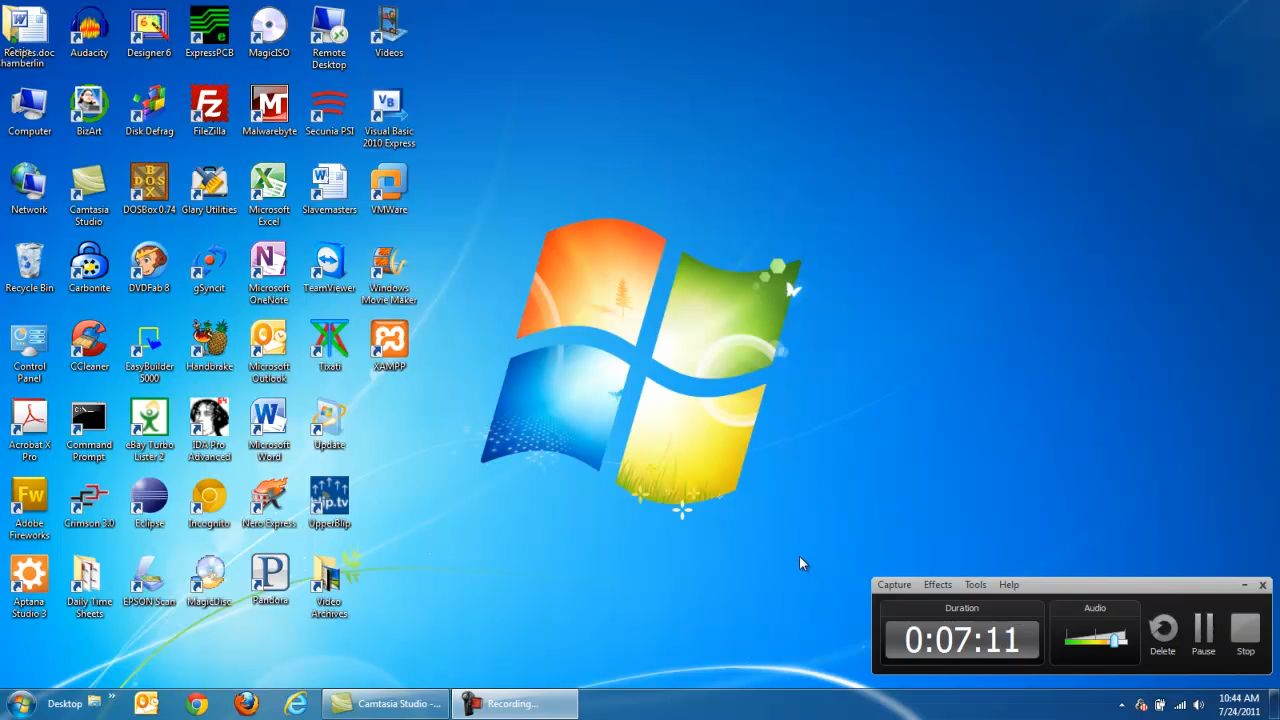 Recipes.doc
hamberlin
Audacity
Designer 6
ExpressPCB
MagicISO
Remote
Desktop
Videos
Computer
BizArt
Disk Defrag
FileZilla
Malwarebyte
Secunia PSI
Visual Basic
2010 Express
Network
Camtasia
Studio
DOSBox 0.74
Glary Utilities
Microsoft
Excel
Slavemasters
VMWare
Recycle Bin
Carbonite
DVDFab 8
gSyncit
Microsoft
OneNote
TeamViewer
Windows
Movie Maker
Control
Panel
CCleaner
EasyBuilder
5000
Handbrake
Microsoft
Outlook
Tixati
XAMPP
Acrobat X
Pro
Command
Prompt
eBay Turbo
Lister 2
IDA Pro
Advanced
Microsoft
Word
Update
Adobe
Fireworks
Crimson 3.0
Eclipse
Incognito
Nero Express
UpperBlip
Aptana
Studio 3
Daily Time
Sheets
EPSON Scan
MagicDisc
Pandora
Video
Archives
Capture Effects Tools Help
Duration
0:07:11
Audio
Delete
Pause
Stop
Desktop
Camtasia Studio -...
Recording...
10:44 AM
7/24/2011